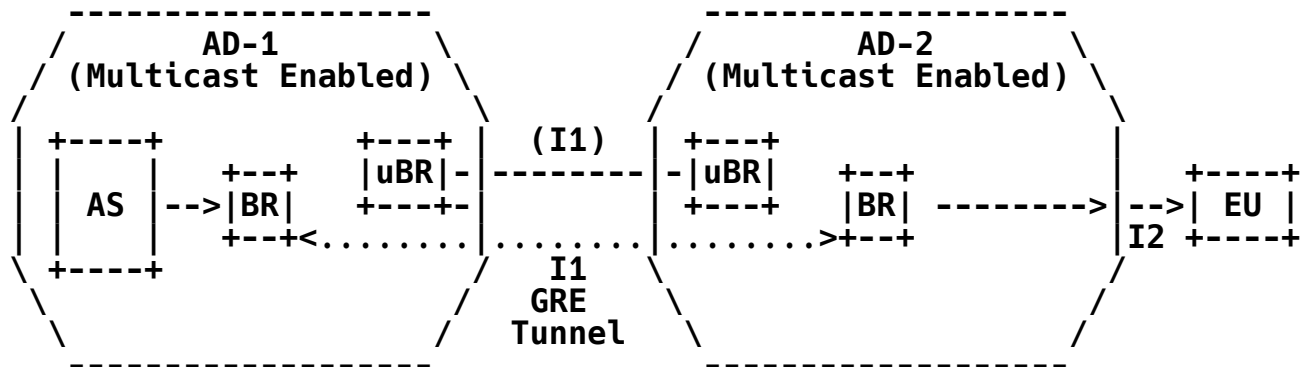 -------------------               -------------------
   /       AD-1        \             /        AD-2       \
  / (Multicast Enabled) \           / (Multicast Enabled) \
 /                       \         /                       \
| +----+          +---+  |  (I1)  | +---+                  |
| |    |   +--+   |uBR|-|--------|-|uBR|   +--+            |   +----+
| | AS |-->|BR|   +---+-|        | +---+   |BR| -------->|-->| EU |
| |    |   +--+<........|........|........>+--+            |I2 +----+
\ +----+                /   I1   \                         /
 \                     /   GRE    \                       /
  \                   /   Tunnel   \                     /
    -------------------               -------------------